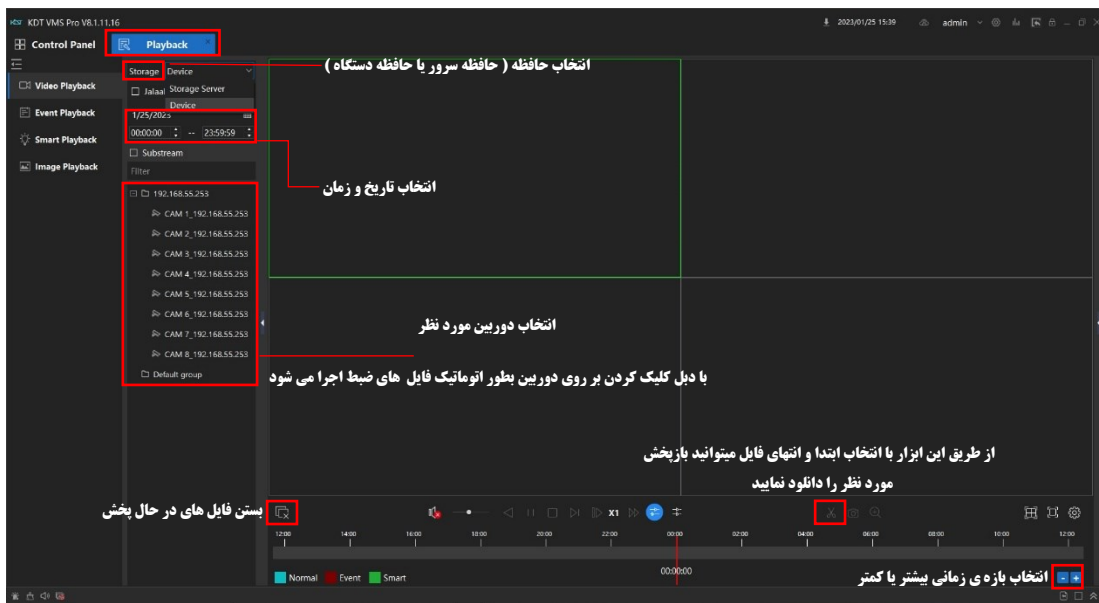 KDT VMS Pro V8.1.11.16
2023/01/25 15:39
admin
Control Panel
Playback
Storage Device
انتخاب حافظه ( حافظه سرور یا حافظه دستگاه )
Video Playback
Jalaal
Storage Server
Device
Event Playback
1/25/2023
00:00:00 -- 23:59:59
Smart Playback
Substream
Image Playback
Filter
انتخاب تاریخ و زمان
192.168.55.253
CAM 1_192.168.55.253
CAM 2_192.168.55.253
CAM 3_192.168.55.253
CAM 4_192.168.55.253
CAM 5_192.168.55.253
CAM 6_192.168.55.253
CAM 7_192.168.55.253
CAM 8_192.168.55.253
Default group
انتخاب دوربین مورد نظر
با دبل کلیک کردن بر روی دوربین بطور اتوماتیک فایل های ضبط اجرا می شود
از طریق این ابزار با انتخاب ابتدا و انتهای فایل میتوانید بازپخش
مورد نظر را دانلود نمایید
بستن فایل های در حال پخش
X1
12:00 14:00 16:00 18:00 20:00 22:00 00:00 02:00 04:00 06:00 08:00 10:00 12:00
00:00:00
Normal Event Smart
انتخاب بازه ی زمانی بیشتر یا کمتر